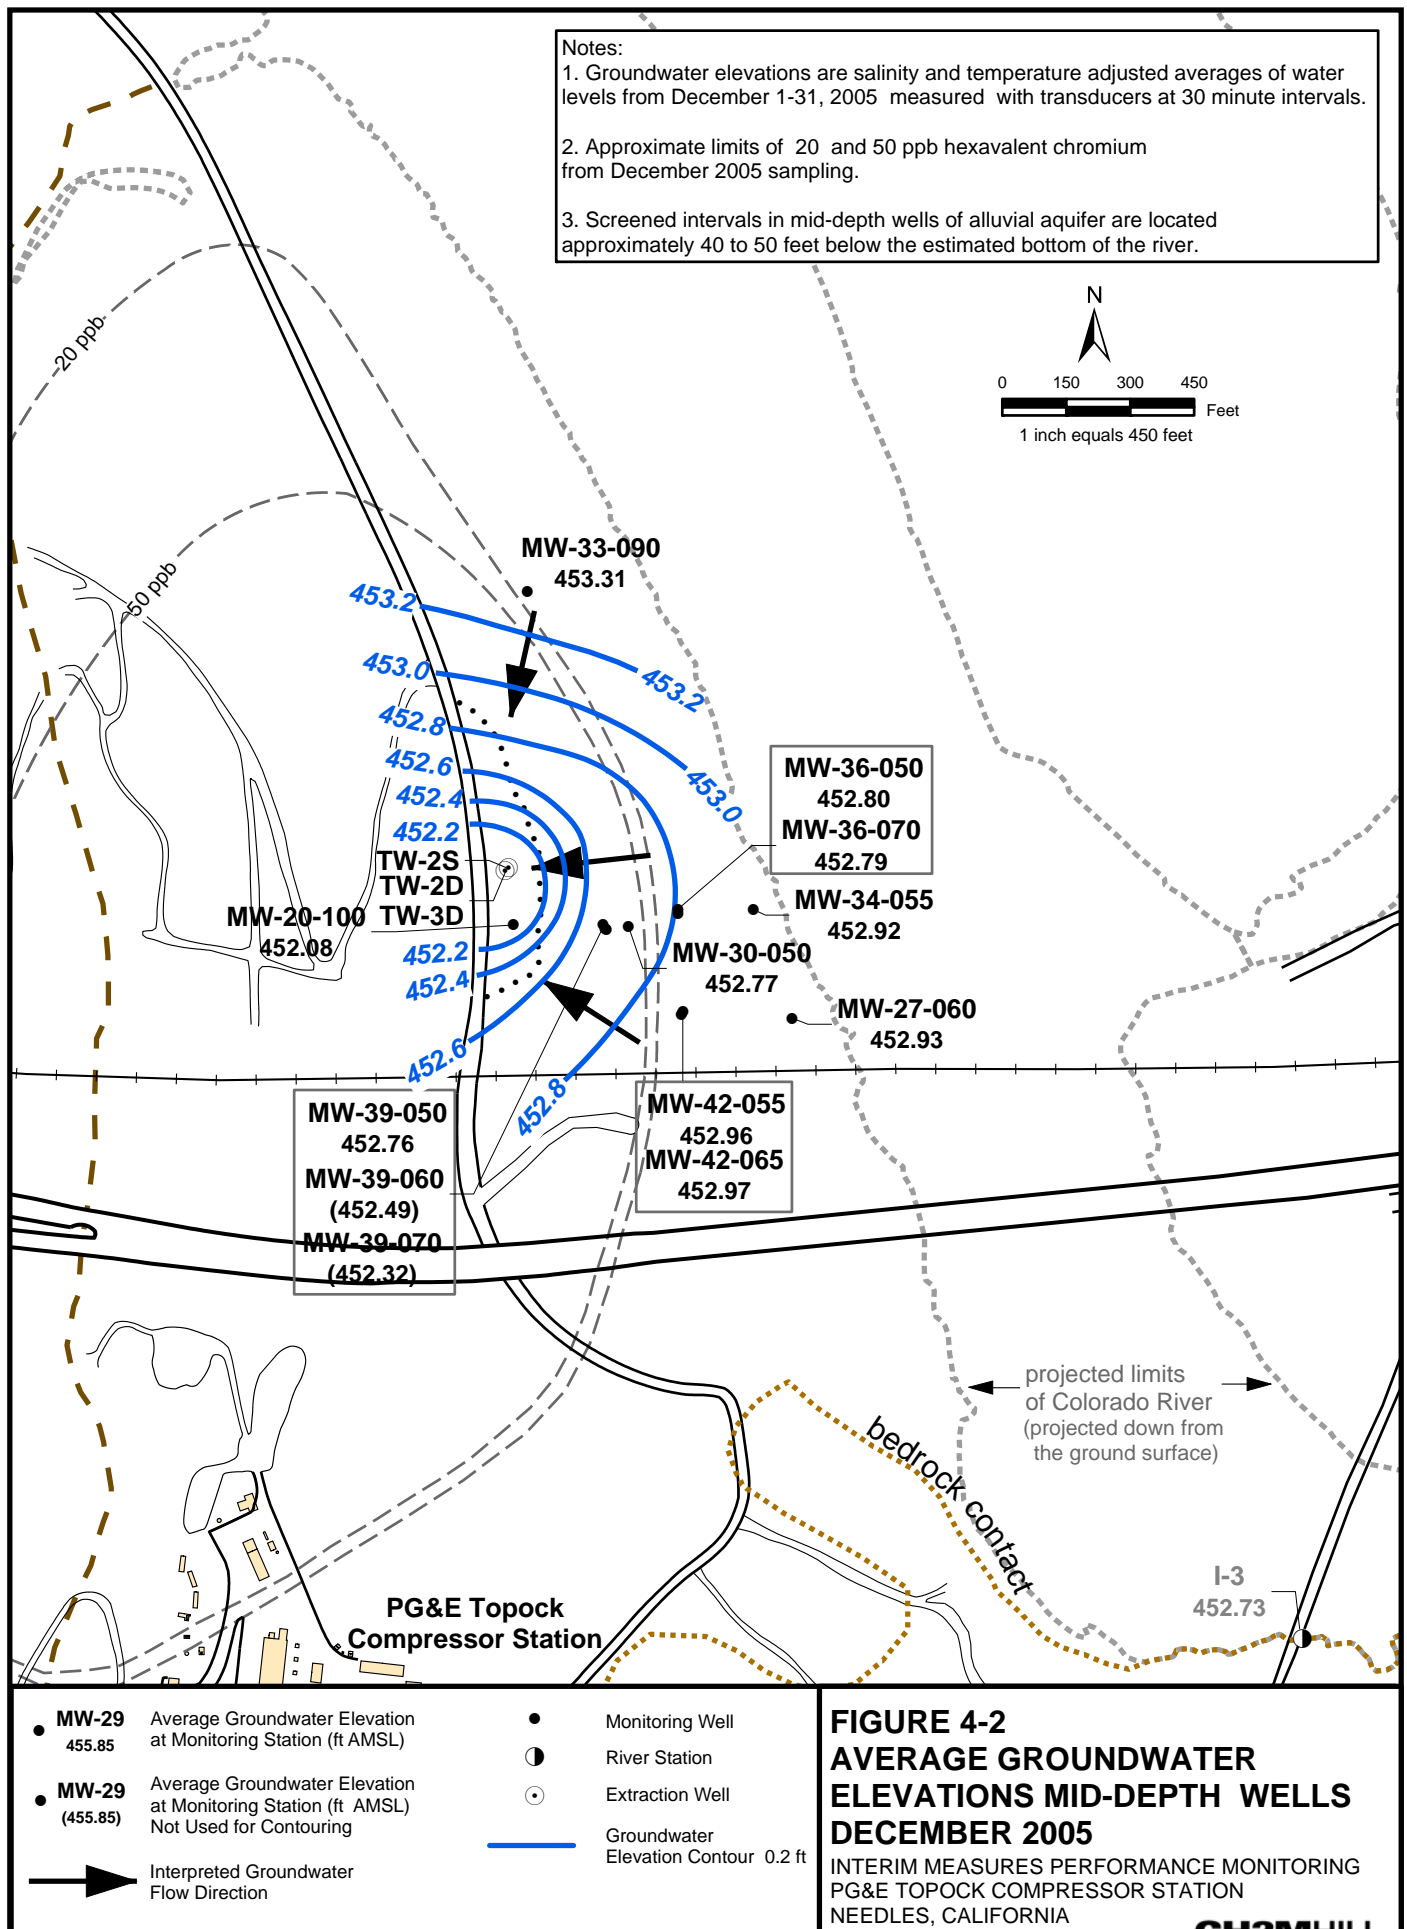 Notes:
1. Groundwater elevations are salinity and temperature adjusted averages of water
levels from December 1-31, 2005 measured with transducers at 30 minute intervals.
2. Approximate limits of 20 and 50 ppb hexavalent chromium
from December 2005 sampling.
3. Screened intervals in mid-depth wells of alluvial aquifer are located
approximately 40 to 50 feet below the estimated bottom of the river.
N
0 150 300 450
Feet
1 inch equals 450 feet
20 ppb
50 ppb
MW-33-090
453.31
453.2
453.2
453.0
453.0
452.8
452.6
452.4
452.2
TW-2S
TW-2D
TW-3D
MW-20-100
452.08
452.2
452.4
452.6
452.8
MW-36-050
452.80
MW-36-070
452.79
MW-34-055
452.92
MW-30-050
452.77
MW-27-060
452.93
MW-39-050
452.76
MW-39-060
(452.49)
MW-39-070
(452.32)
MW-42-055
452.96
MW-42-065
452.97
projected limits
of Colorado River
(projected down from
the ground surface)
bedrock contact
I-3
452.73
PG&E Topock
Compressor Station
MW-29
455.85
Average Groundwater Elevation
at Monitoring Station (ft AMSL)
MW-29
(455.85)
Average Groundwater Elevation
at Monitoring Station (ft AMSL)
Not Used for Contouring
Interpreted Groundwater
Flow Direction
Monitoring Well
River Station
Extraction Well
Groundwater
Elevation Contour 0.2 ft
FIGURE 4-2
AVERAGE GROUNDWATER
ELEVATIONS MID-DEPTH WELLS
DECEMBER 2005
INTERIM MEASURES PERFORMANCE MONITORING
PG&E TOPOCK COMPRESSOR STATION
NEEDLES, CALIFORNIA